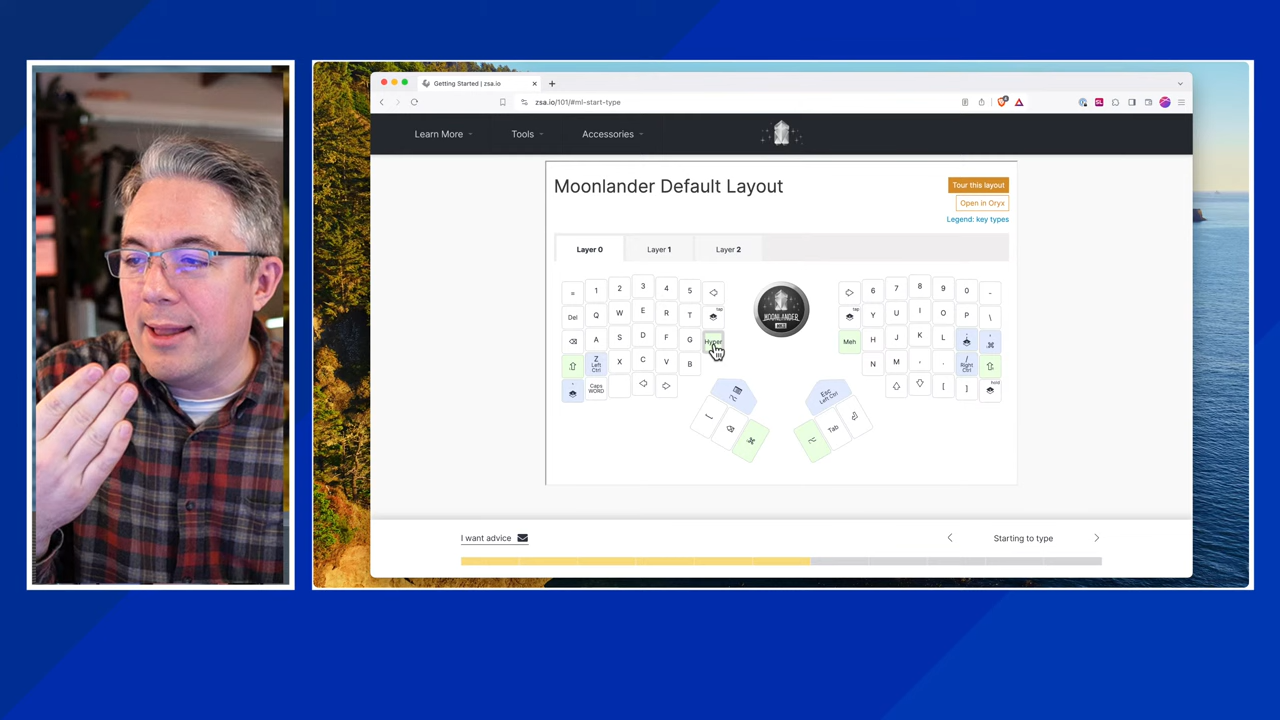 Getting Started | zsa.io
zsa.io/101/#ml-start-type
Learn More
Tools
Accessories
Moonlander Default Layout
Tour this layout
Open in Oryx
Legend: key types
Layer 0
Layer 1
Layer 2
= 1 2 3 4 5
6 7 8 9 0 -
Del Q W E R T tap
tap Y U I O P \
A S D F G Hyper
Meh H J K L ; '
Z Left Ctrl X C V B
N M , . / Right Ctrl
` Caps WORD
[ ] hold
Esc Left Ctrl
Tab
MOONLANDER
I want advice
Starting to type